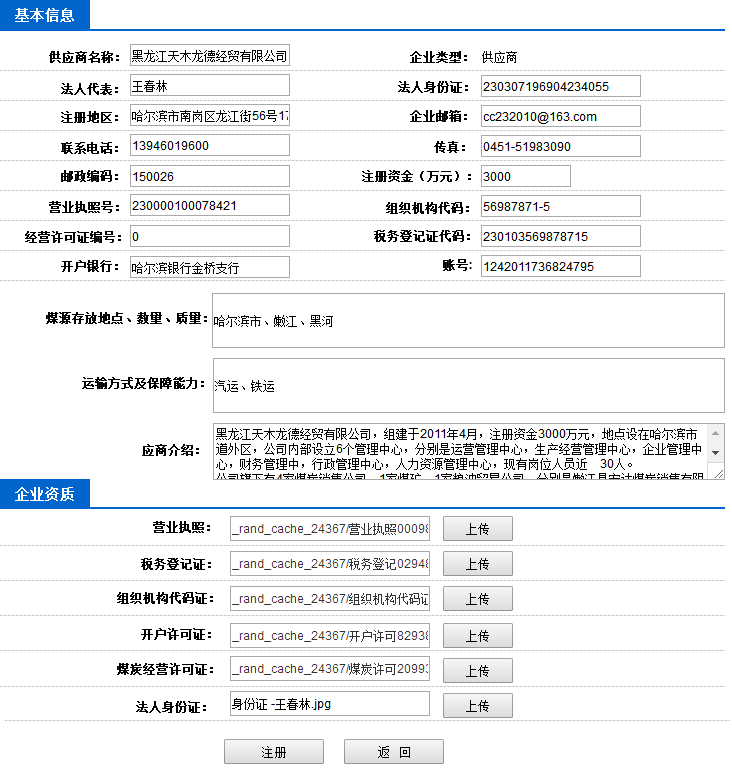 基本信息
供应商名称： 黑龙江天木龙德经贸有限公司 企业类型： 供应商
法人代表： 王春林 法人身份证： 230307196904234055
注册地区： 哈尔滨市南岗区龙江街56号17 企业邮箱： cc232010@163.com
联系电话： 13946019600 传真： 0451-51983090
邮政编码： 150026 注册资金（万元）： 3000
营业执照号： 230000100078421 组织机构代码： 56987871-5
经营许可证编号： 0 税务登记证代码： 230103569878715
开户银行： 哈尔滨银行金桥支行 账号: 1242011736824795
煤源存放地点、数量、质量： 哈尔滨市、嫩江、黑河
运输方式及保障能力： 汽运、铁运
应商介绍： 黑龙江天木龙德经贸有限公司，组建于2011年4月，注册资金3000万元，地点设在哈尔滨市
道外区，公司内部设立6个管理中心，分别是运营管理中心，生产经营管理中心，企业管理中
心，财务管理中，行政管理中心，人力资源管理中心，现有岗位人员近 30人。
公司旗下有4家煤炭销售公司，1家煤矿，1家粮油贸易公司，分别是嫩江县宏达煤炭销售有限
企业资质
营业执照： _rand_cache_24367/营业执照00098 上传
税务登记证： _rand_cache_24367/税务登记02948 上传
组织机构代码证： _rand_cache_24367/组织机构代码证 上传
开户许可证： _rand_cache_24367/开户许可82938 上传
煤炭经营许可证： _rand_cache_24367/煤炭许可20993 上传
法人身份证： 身份证 -王春林.jpg 上传
注册 返 回